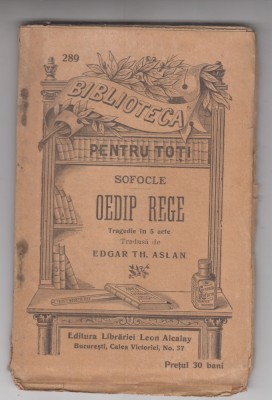 289
BIBLIOTECA
PENTRU TOȚI
SOFOCLE
OEDIP REGE
Tragedie în 5 acte
Tradusă de
EDGAR TH. ASLAN
Editura Librăriei Leon Alcalay
București, Calea Victoriei, No. 37
Prețul 30 bani